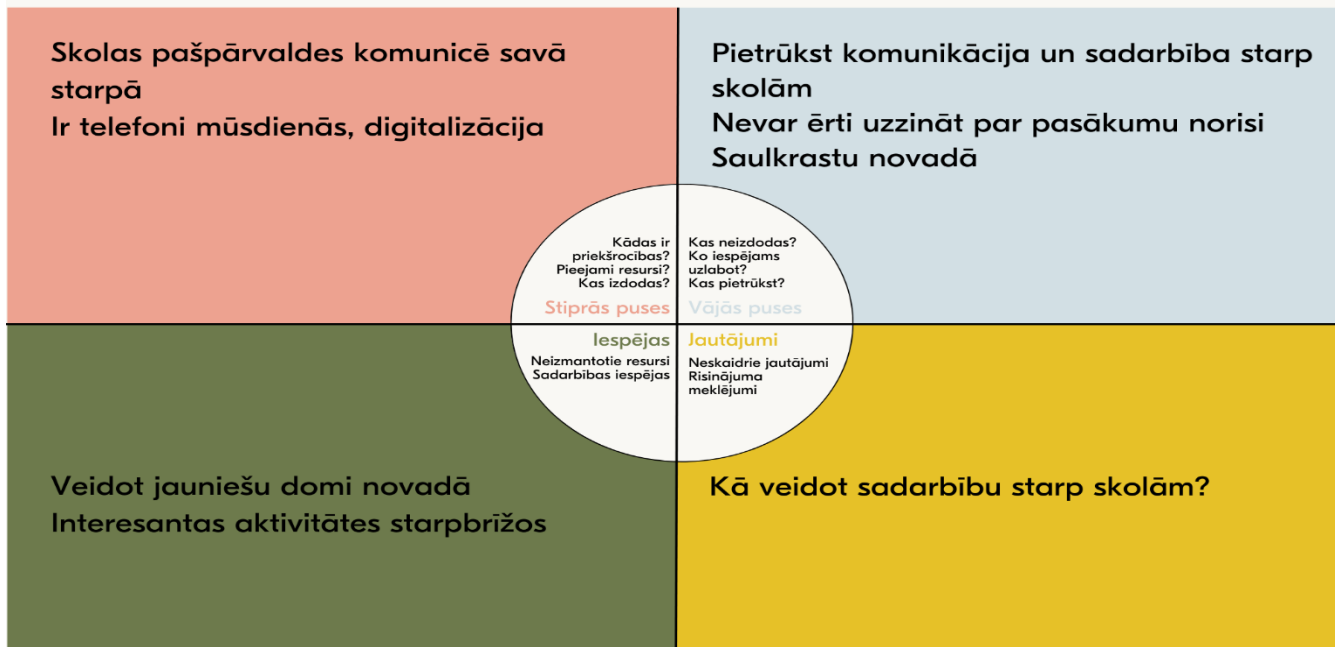 Skolas pašpārvaldes komunicē savā
starpā
Ir telefoni mūsdienās, digitalizācija
Pietrūkst komunikācija un sadarbība starp
skolām
Nevar ērti uzzināt par pasākumu norisi
Saulkrastu novadā
Kādas ir
priekšrocības?
Pieejami resursi?
Kas izdodas?
Stiprās puses
Kas neizdodas?
Ko iespējams
uzlabot?
Kas pietrūkst?
Vājās puses
Iespējas
Neizmantotie resursi
Sadarbības iespējas
Jautājumi
Neskaidrie jautājumi
Risinājuma
meklējumi
Veidot jauniešu domi novadā
Interesantas aktivitātes starpbrīžos
Kā veidot sadarbību starp skolām?